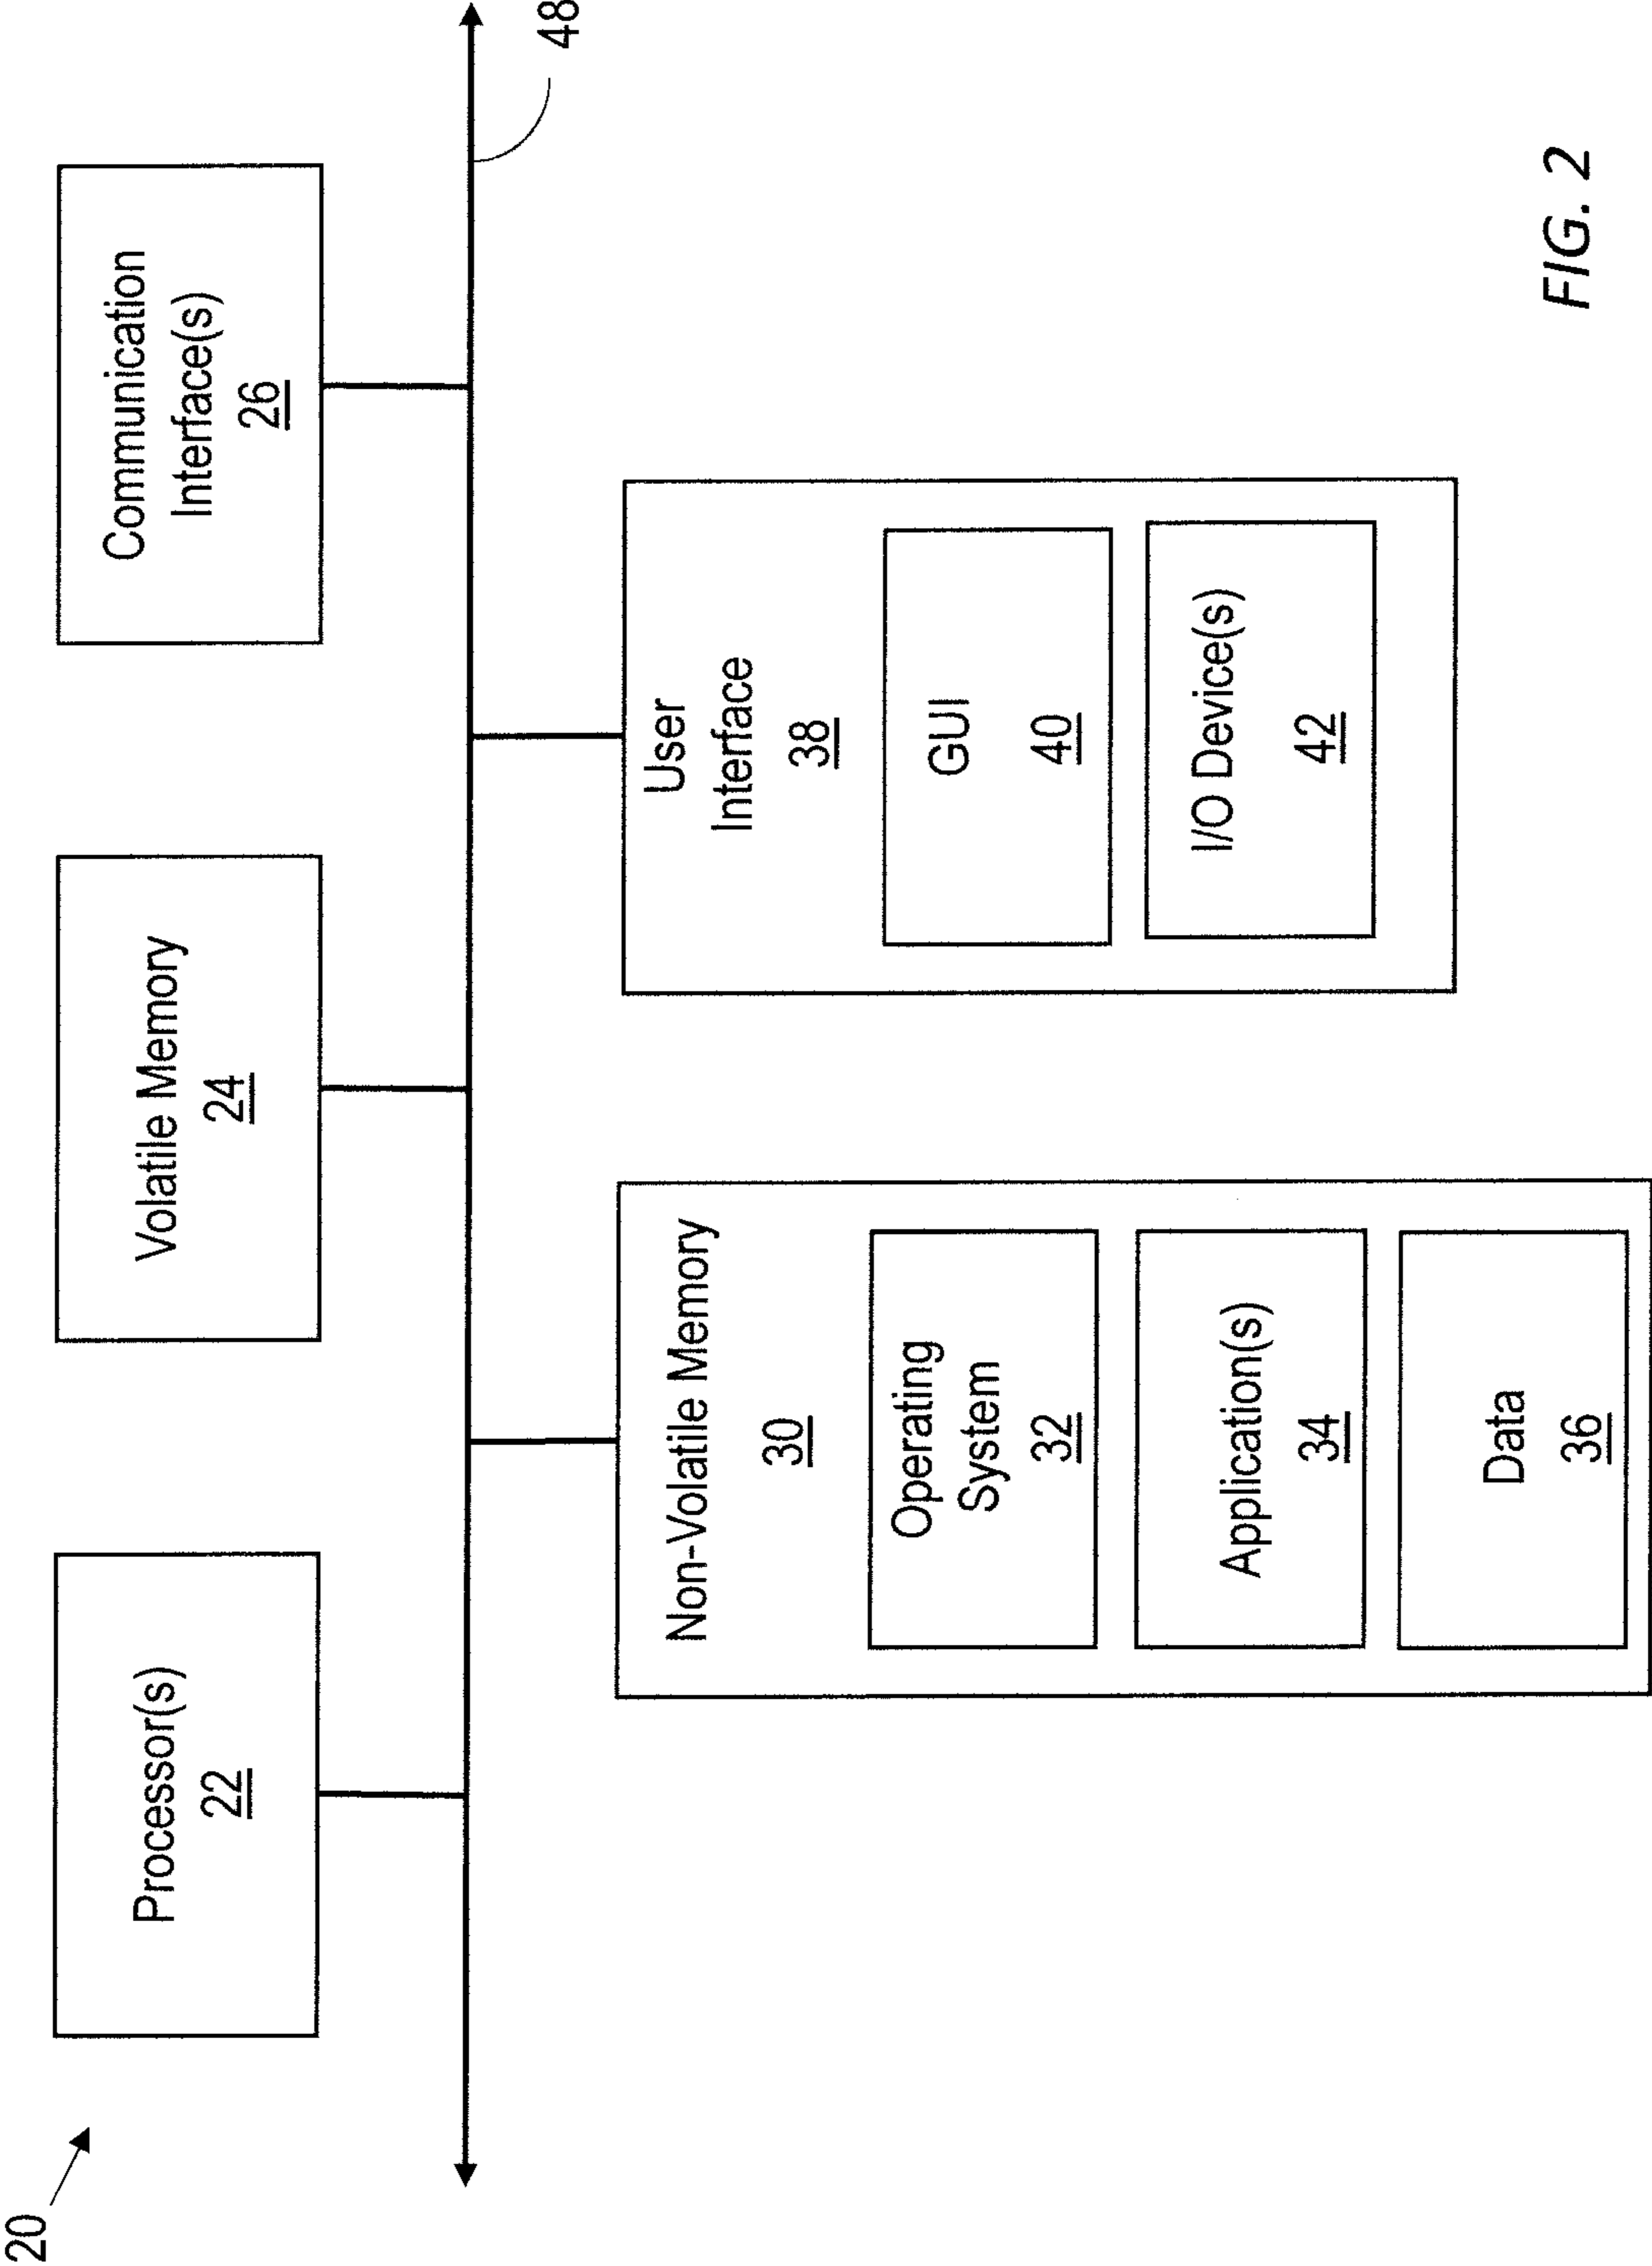 20
Processor(s)
22
Volatile Memory
24
Communication
Interface(s)
26
48
Non-Volatile Memory
30
Operating
System
32
Application(s)
34
Data
36
User
Interface
38
GUI
40
I/O Device(s)
42
FIG. 2